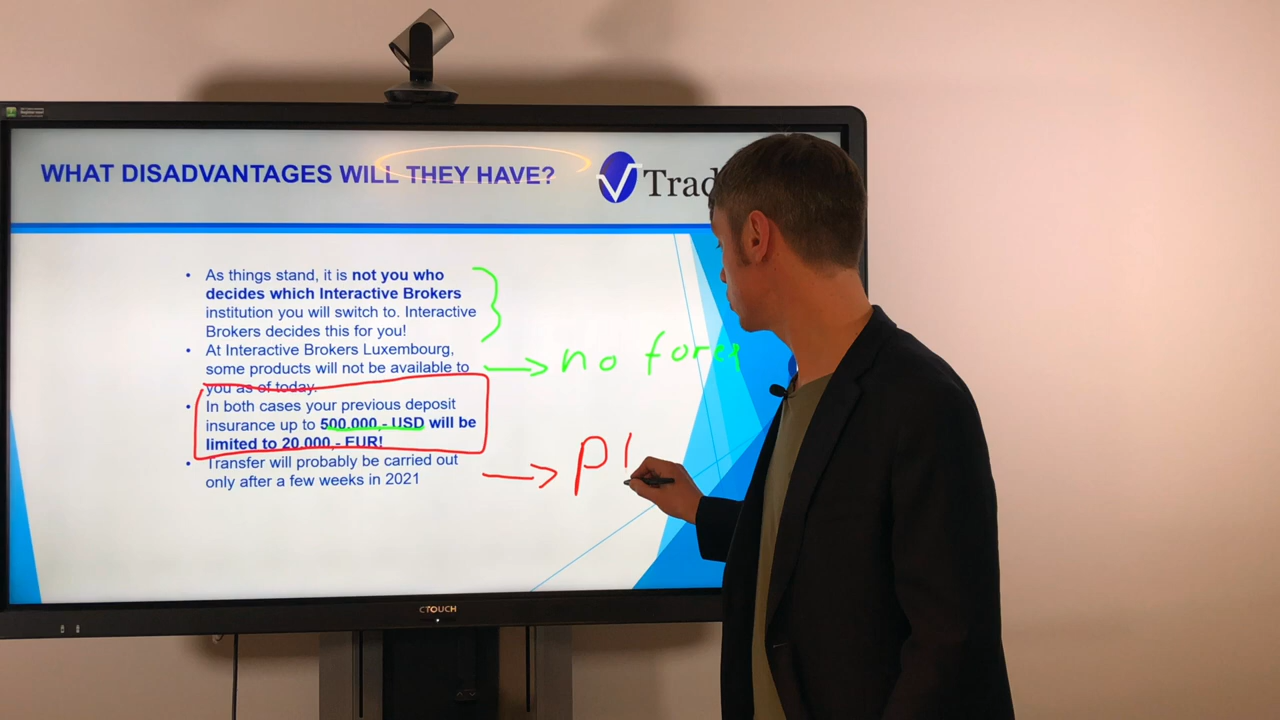 WHAT DISADVANTAGES WILL THEY HAVE?
Trad
• As things stand, it is not you who
decides which Interactive Brokers
institution you will switch to. Interactive
Brokers decides this for you!
• At Interactive Brokers Luxembourg,
some products will not be available to
you as of today.
no forex
• In both cases your previous deposit
insurance up to 500.000,- USD will be
limited to 20.000,- EUR!
• Transfer will probably be carried out
only after a few weeks in 2021
CTOUCH